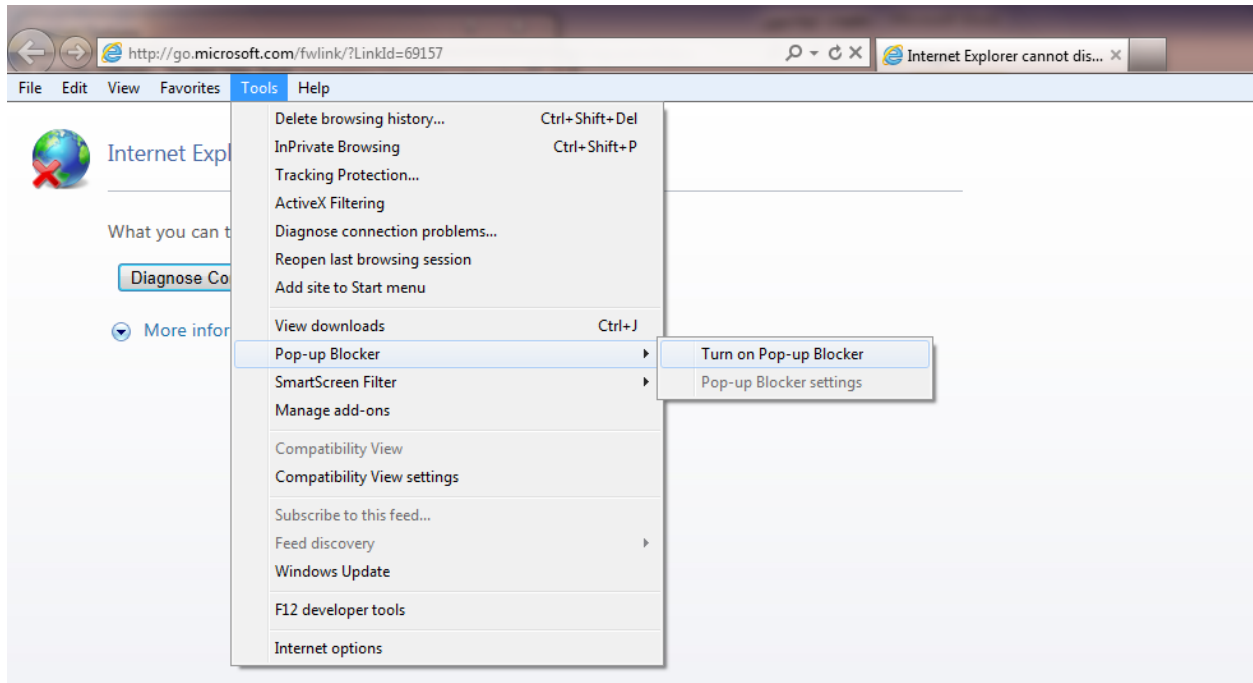 http://go.microsoft.com/fwlink/?LinkId=69157
Internet Explorer cannot dis...
File Edit View Favorites Tools Help
Internet Expl
What you can t
Diagnose Co
More infor
Delete browsing history... Ctrl+Shift+Del
InPrivate Browsing Ctrl+Shift+P
Tracking Protection...
ActiveX Filtering
Diagnose connection problems...
Reopen last browsing session
Add site to Start menu
View downloads Ctrl+J
Pop-up Blocker
SmartScreen Filter
Manage add-ons
Compatibility View
Compatibility View settings
Subscribe to this feed...
Feed discovery
Windows Update
F12 developer tools
Internet options
Turn on Pop-up Blocker
Pop-up Blocker settings